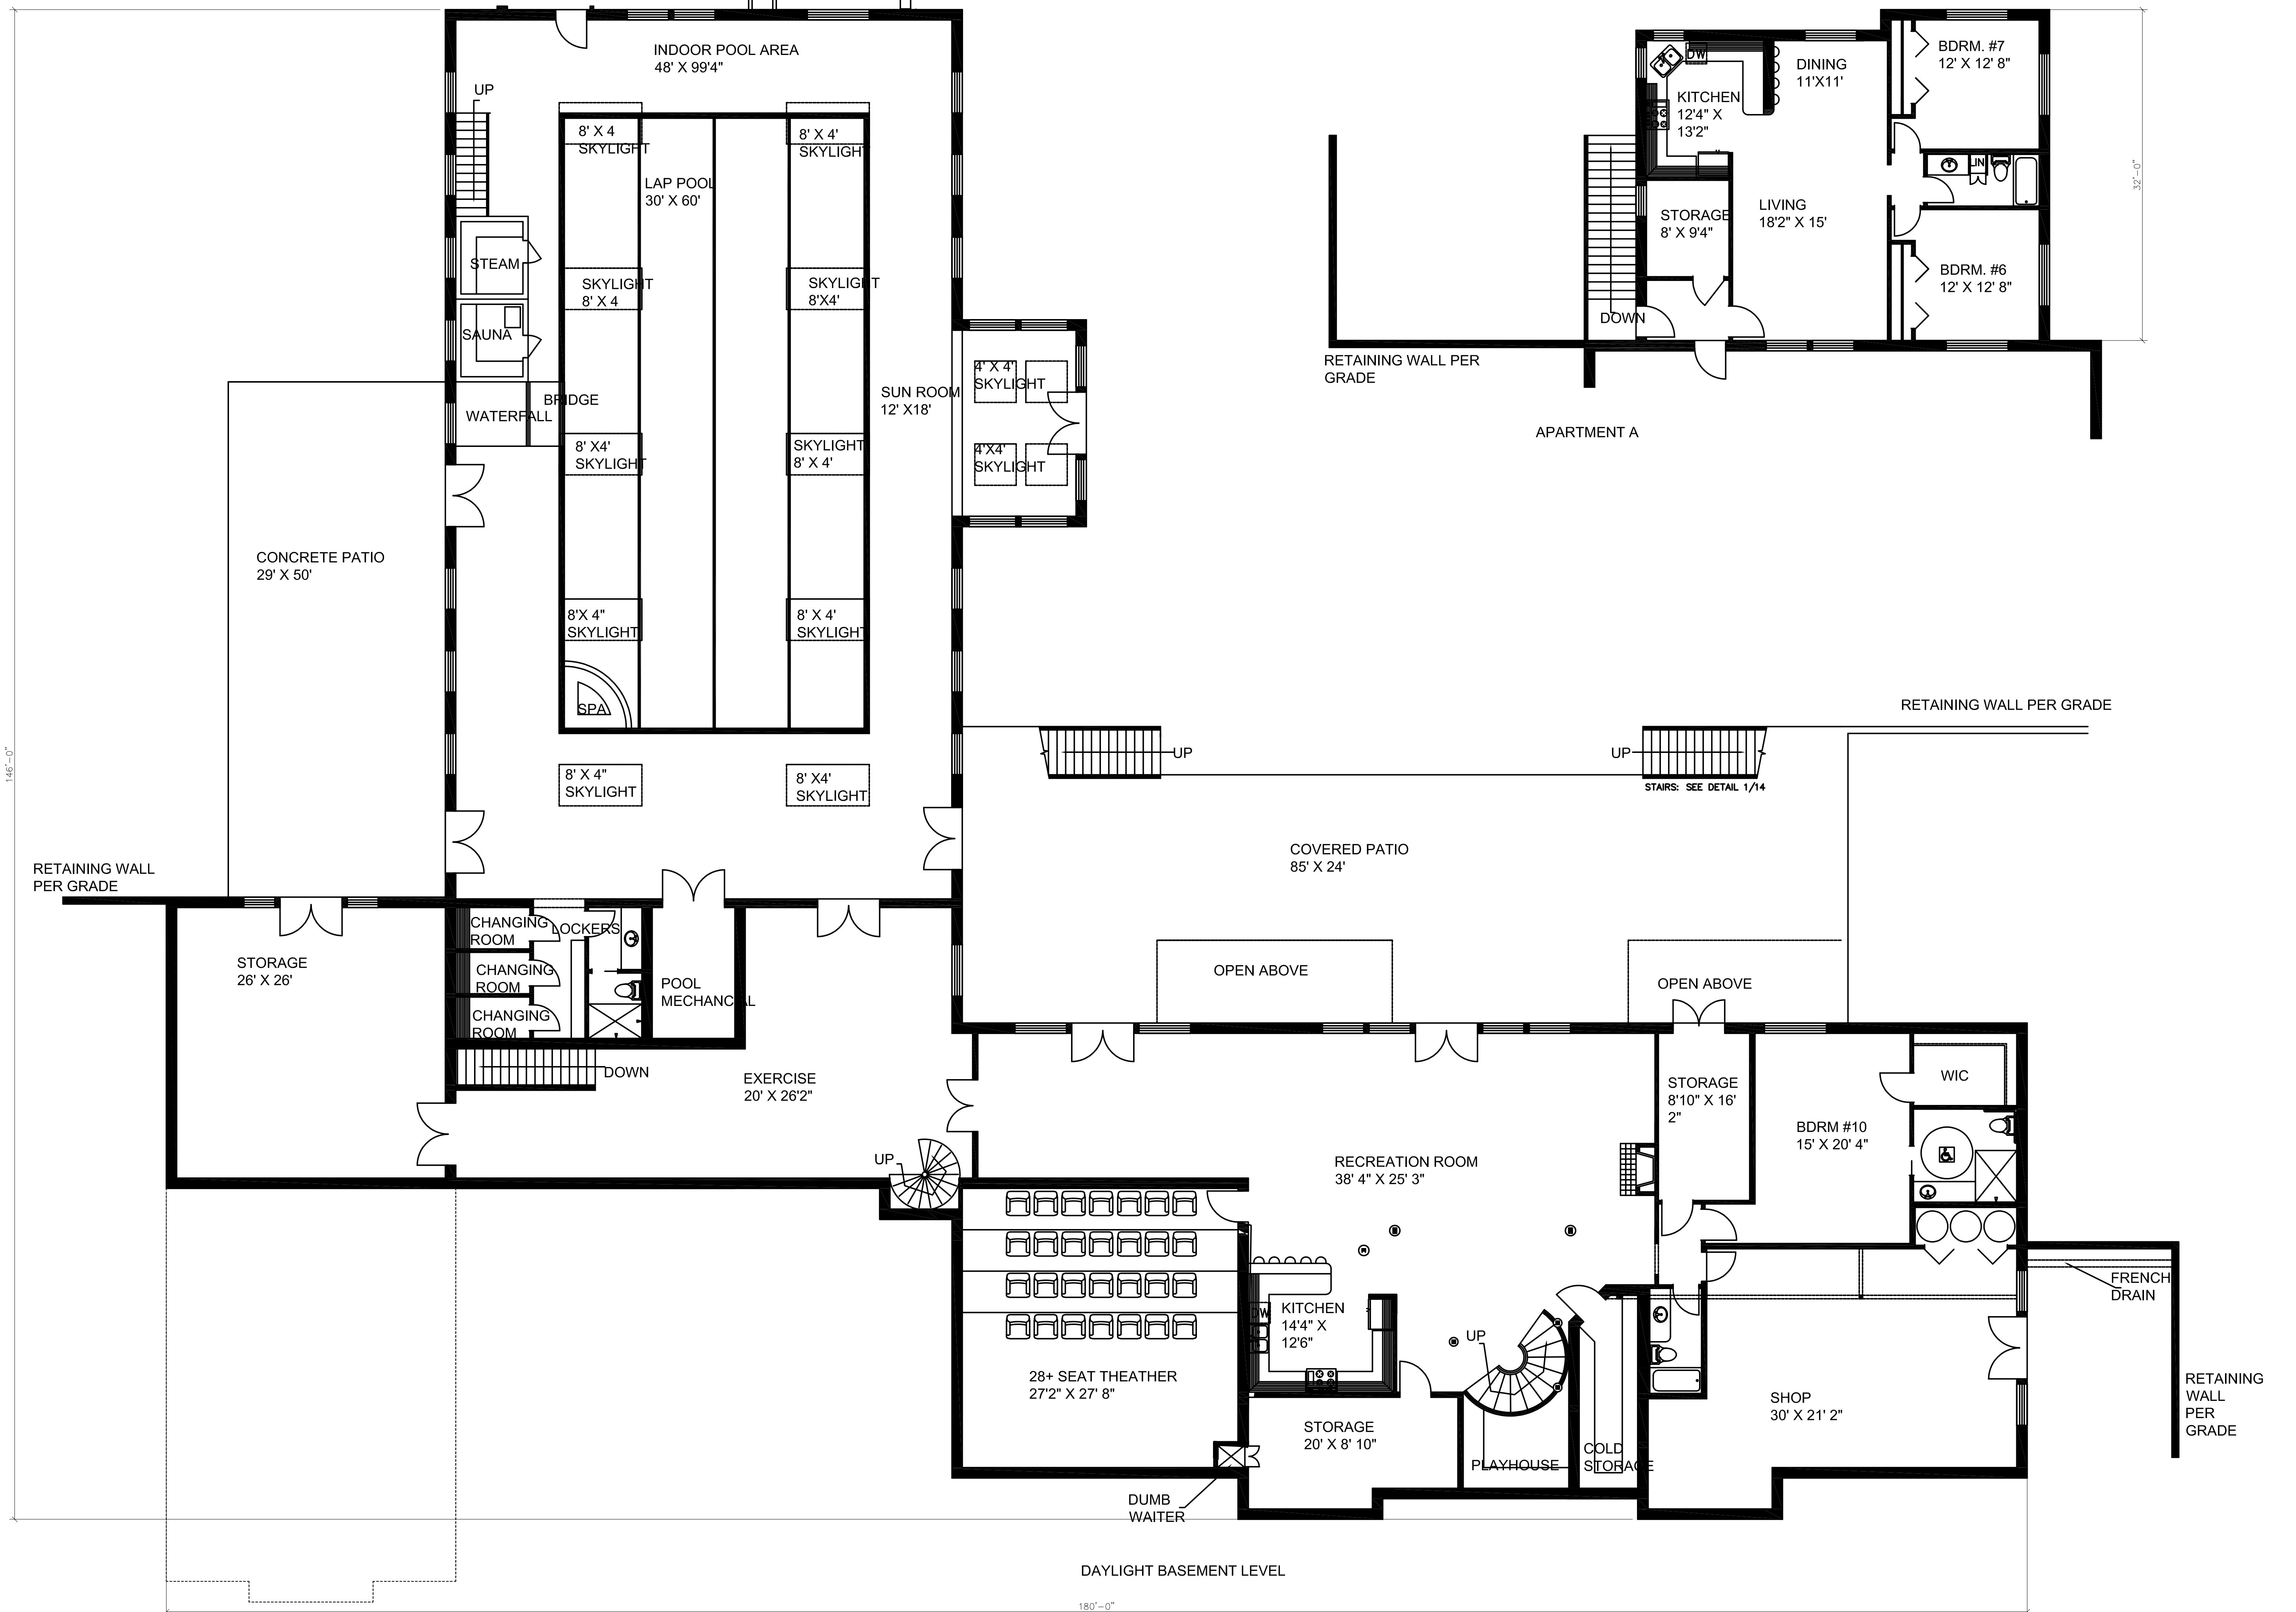 INDOOR POOL AREA
48' X 99'4"
UP
8' X 4
SKYLIGHT
8' X 4'
SKYLIGHT
LAP POOL
30' X 60'
STEAM
SKYLIGHT
8' X 4
SKYLIGHT
8'X4'
SAUNA
BRIDGE
WATERFALL
SUN ROOM
12' X18'
4' X 4'
SKYLIGHT
4'X4'
SKYLIGHT
8' X4'
SKYLIGHT
SKYLIGHT
8' X 4'
CONCRETE PATIO
29' X 50'
8'X 4"
SKYLIGHT
8' X 4'
SKYLIGHT
SPA
8' X 4"
SKYLIGHT
8' X4'
SKYLIGHT
146'-0"
BDRM. #7
12' X 12' 8"
DINING
11'X11'
DW
KITCHEN
12'4" X
13'2"
LIN
32'-0"
STORAGE
8' X 9'4"
LIVING
18'2" X 15'
BDRM. #6
12' X 12' 8"
DOWN
RETAINING WALL PER
GRADE
APARTMENT A
RETAINING WALL PER GRADE
UP
UP
STAIRS: SEE DETAIL 1/14
COVERED PATIO
85' X 24'
RETAINING WALL
PER GRADE
STORAGE
26' X 26'
CHANGING
ROOM
LOCKERS
CHANGING
ROOM
CHANGING
ROOM
POOL
MECHANCIAL
OPEN ABOVE
OPEN ABOVE
DOWN
EXERCISE
20' X 26'2"
UP
RECREATION ROOM
38' 4" X 25' 3"
STORAGE
8'10" X 16'
2"
BDRM #10
15' X 20' 4"
WIC
FRENCH
DRAIN
DW
KITCHEN
14'4" X
12'6"
UP
28+ SEAT THEATHER
27'2" X 27' 8"
STORAGE
20' X 8' 10"
PLAYHOUSE
COLD
STORAGE
SHOP
30' X 21' 2"
RETAINING
WALL
PER
GRADE
DUMB
WAITER
DAYLIGHT BASEMENT LEVEL
180'-0"